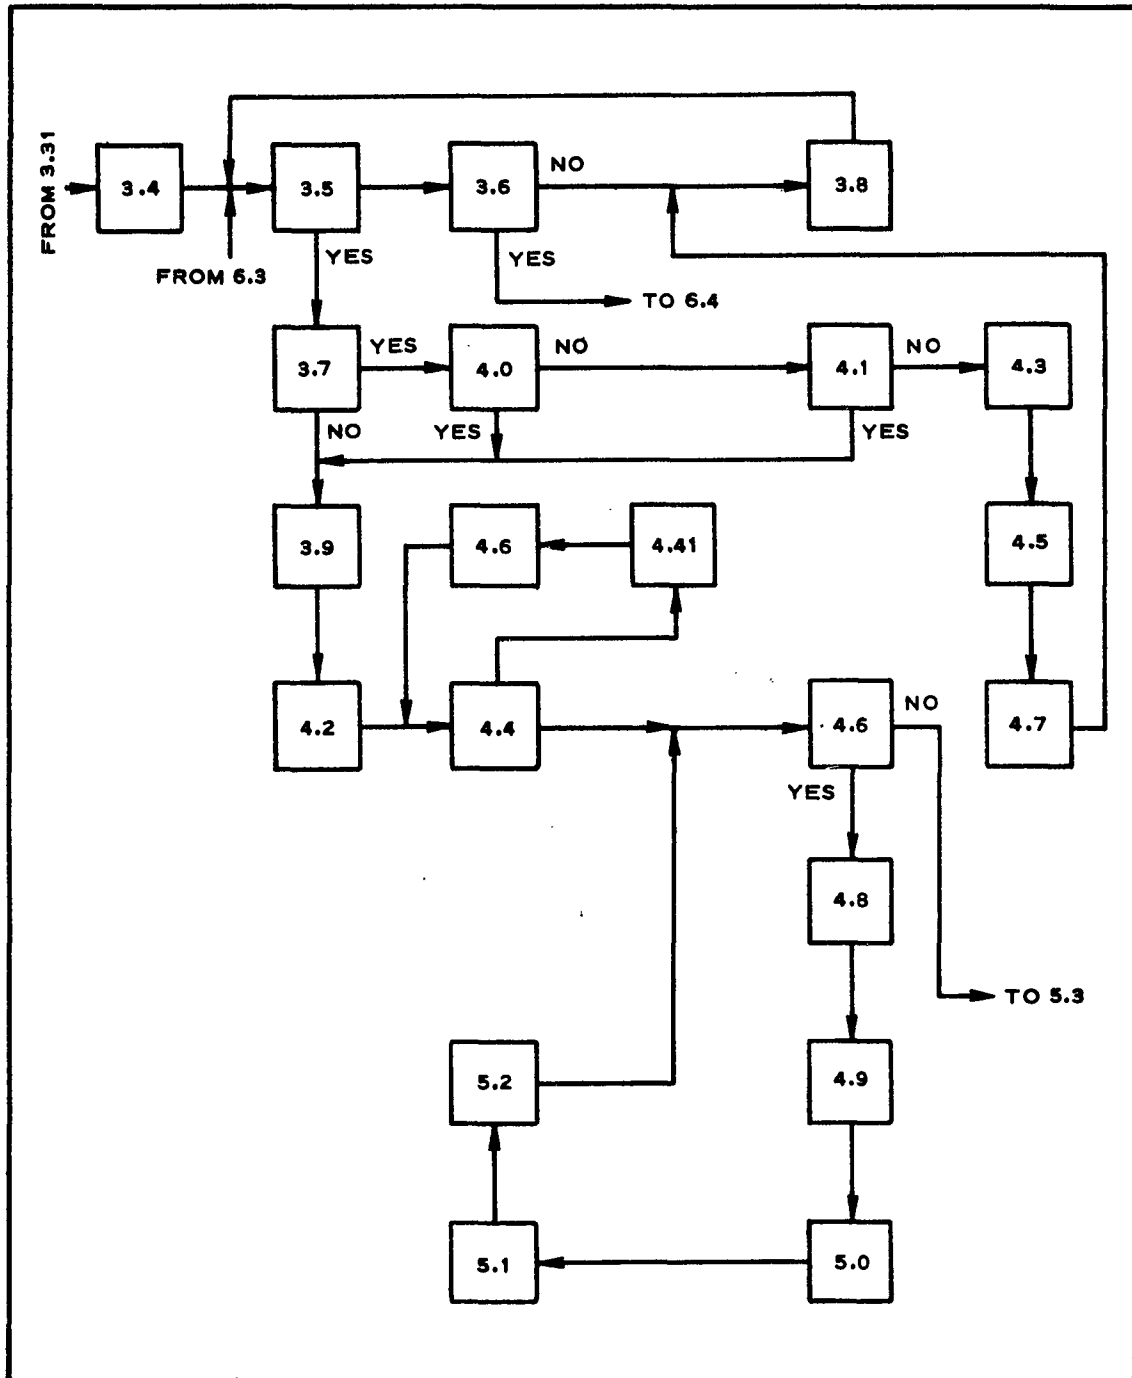 FROM 3.31
3.4
3.5
3.6
NO
3.8
YES
FROM 6.3
YES
TO 6.4
3.7
YES
4.0
NO
4.1
NO
4.3
NO
YES
YES
3.9
4.6
4.41
4.5
4.2
4.4
4.6
NO
4.7
YES
4.8
TO 5.3
5.2
4.9
5.1
5.0